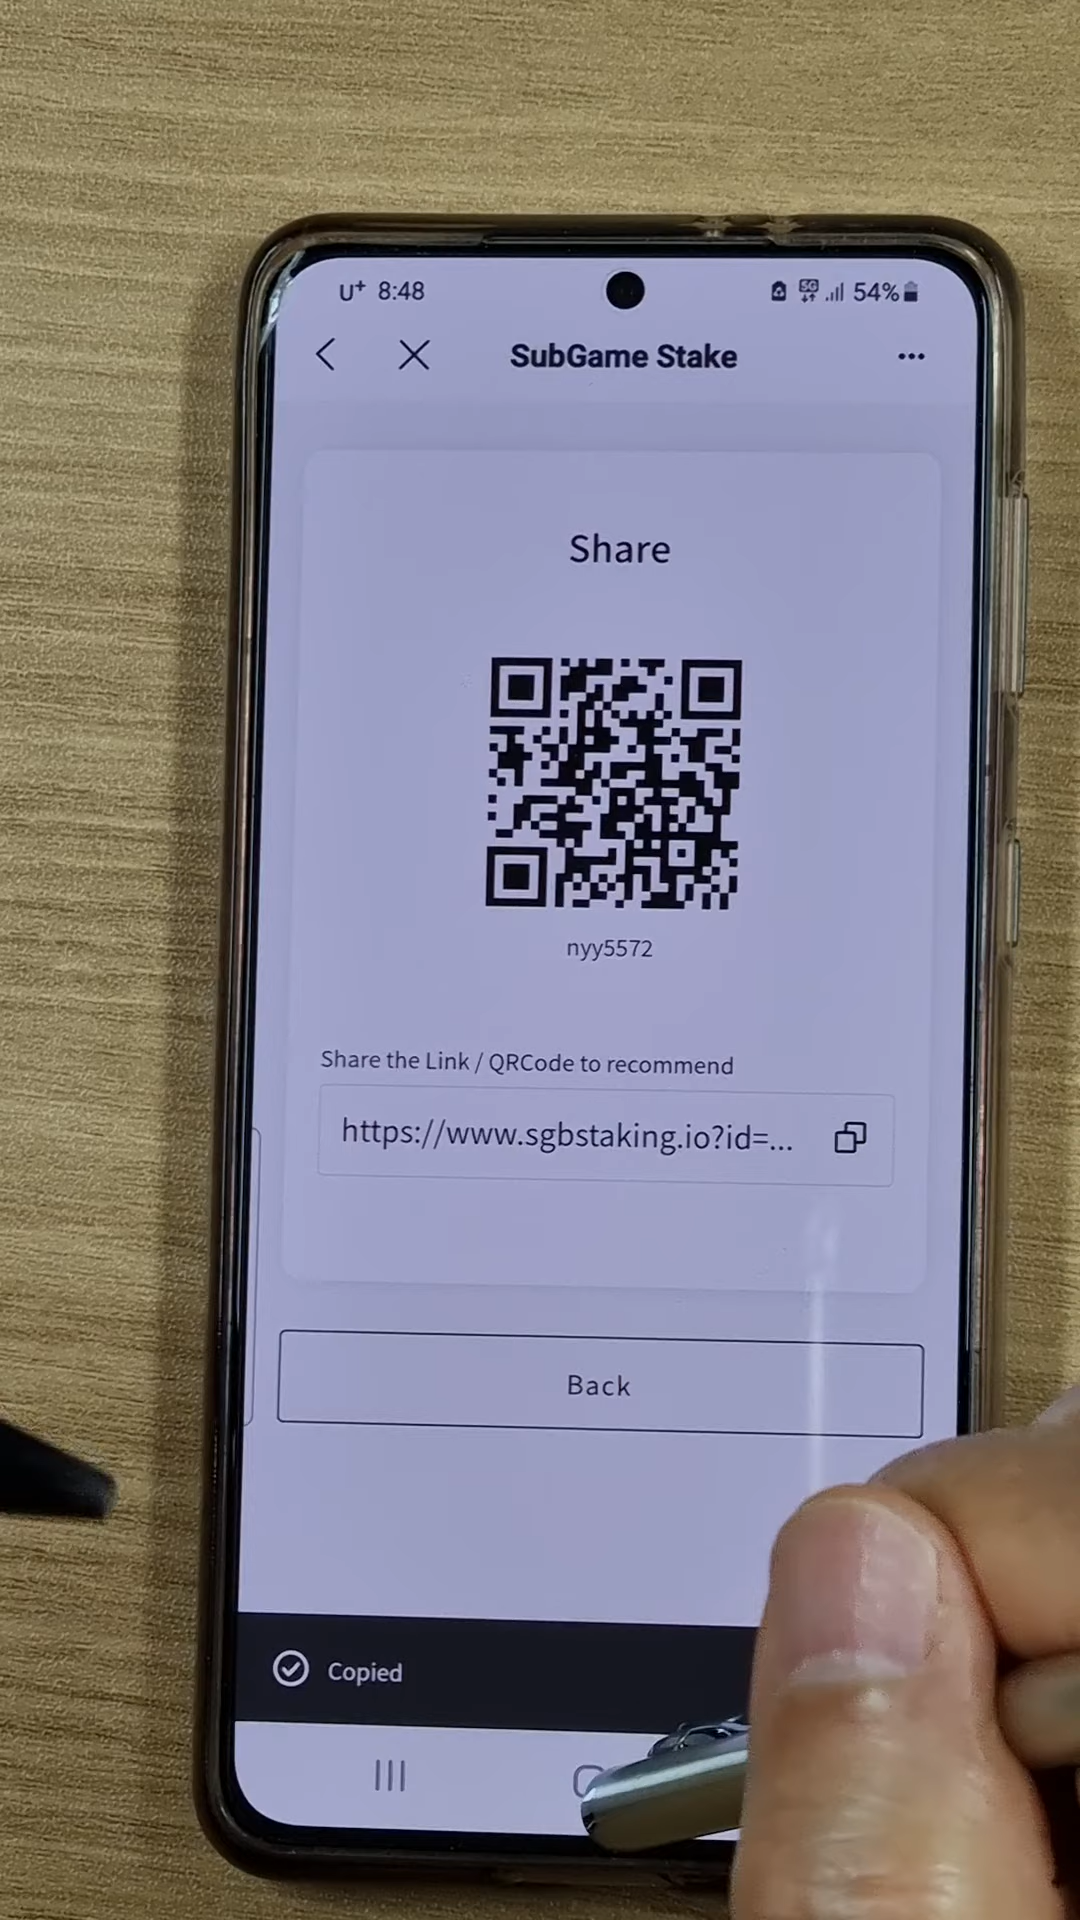 U⁺ 8:48 5G 54%
SubGame Stake
Share
nyy5572
Share the Link / QRCode to recommend
https://www.sgbstaking.io?id=...
Back
Copied